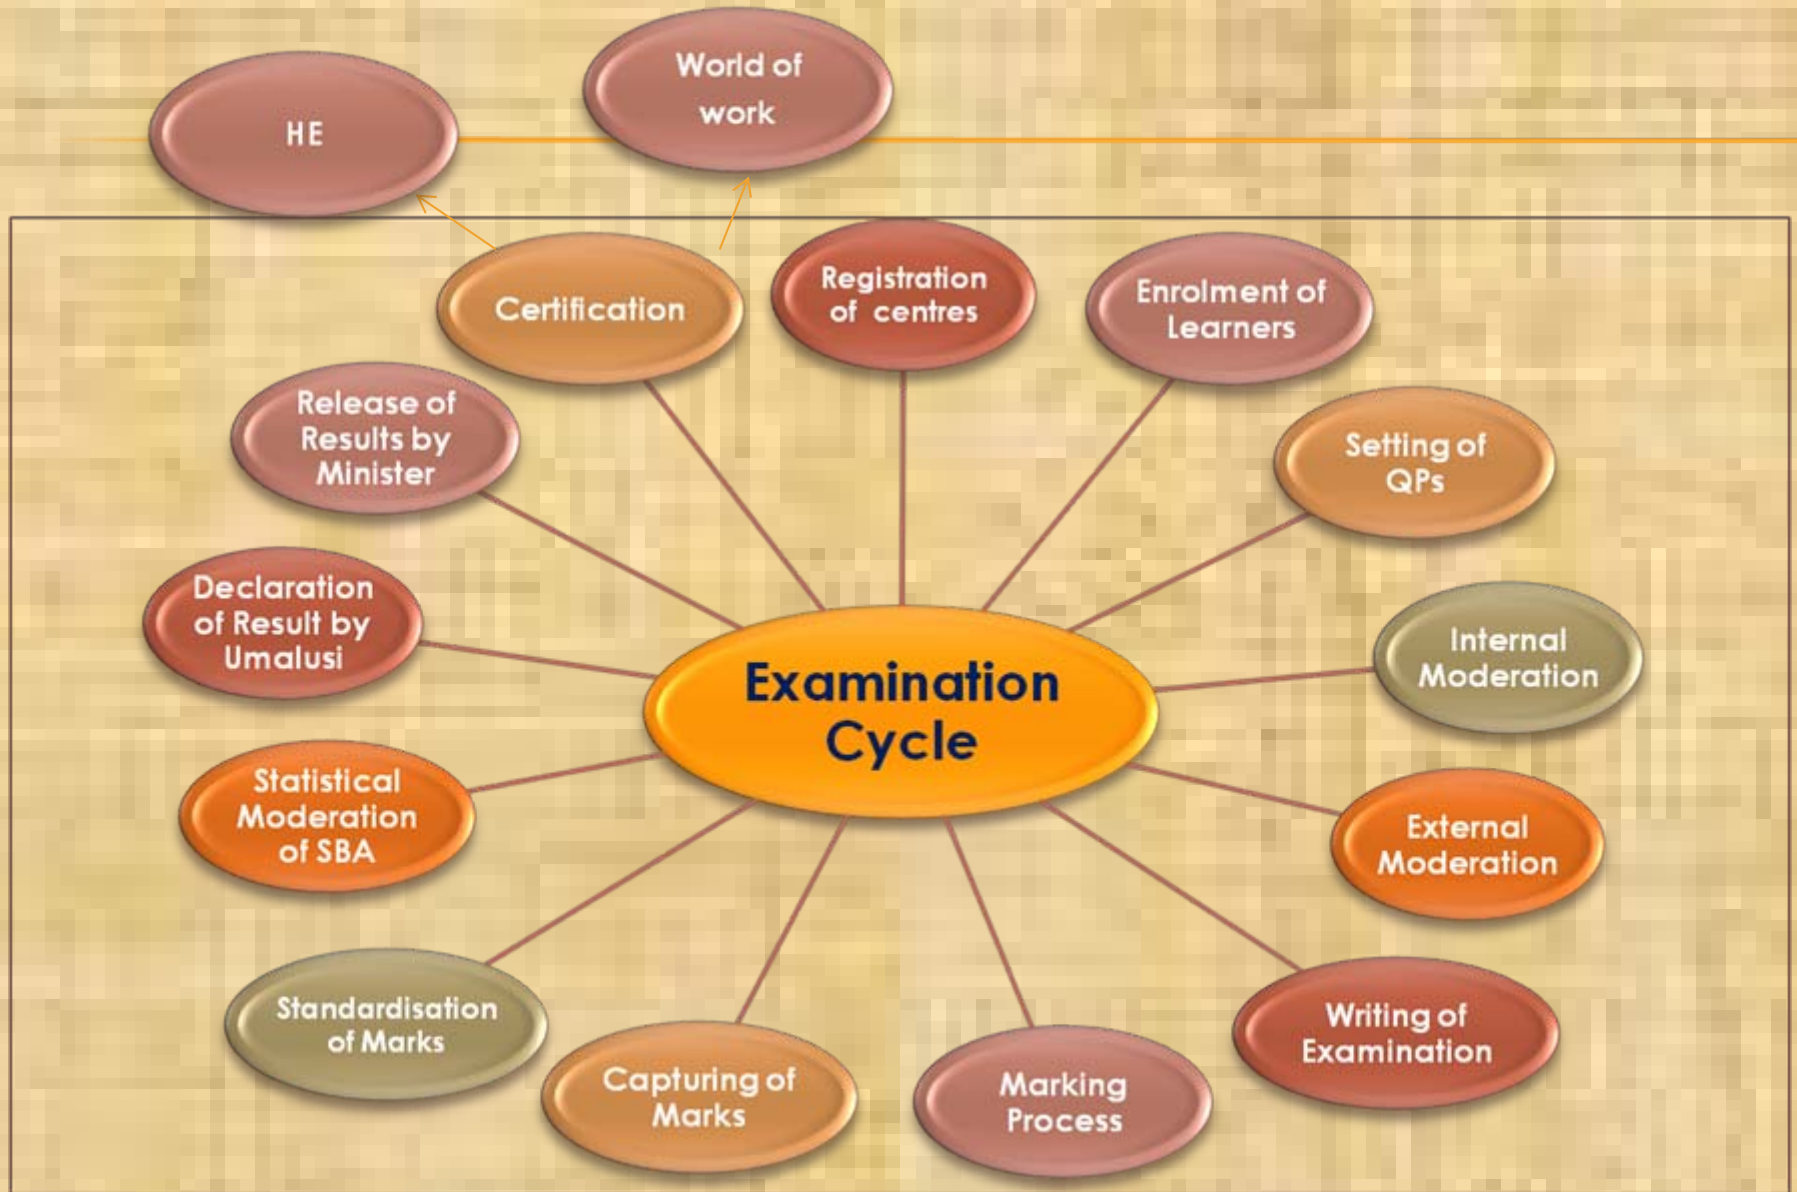 World of
work
HE
Certification
Registration
of centres
Enrolment of
Learners
Release of
Results by
Minister
Setting of
QPs
Declaration
of Result by
Umalusi
Internal
Moderation
Examination
Cycle
Statistical
Moderation
of SBA
External
Moderation
Standardisation
of Marks
Writing of
Examination
Capturing of
Marks
Marking
Process